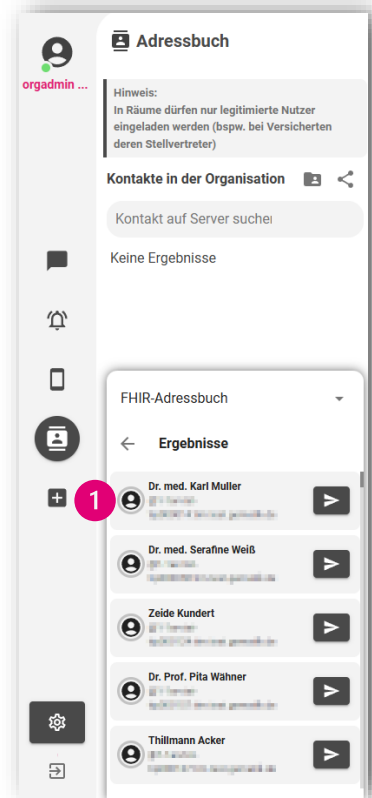 Adressbuch
orgadmin ...
Hinweis:
In Räume dürfen nur legitimierte Nutzer
eingeladen werden (bspw. bei Versicherten
deren Stellvertreter)
Kontakte in der Organisation
Kontakt auf Server suchen
Keine Ergebnisse
FHIR-Adressbuch
Ergebnisse
1
Dr. med. Karl Muller
Dr. med. Serafine Weiß
Zeide Kundert
Dr. Prof. Pita Wähner
Thillmann Acker